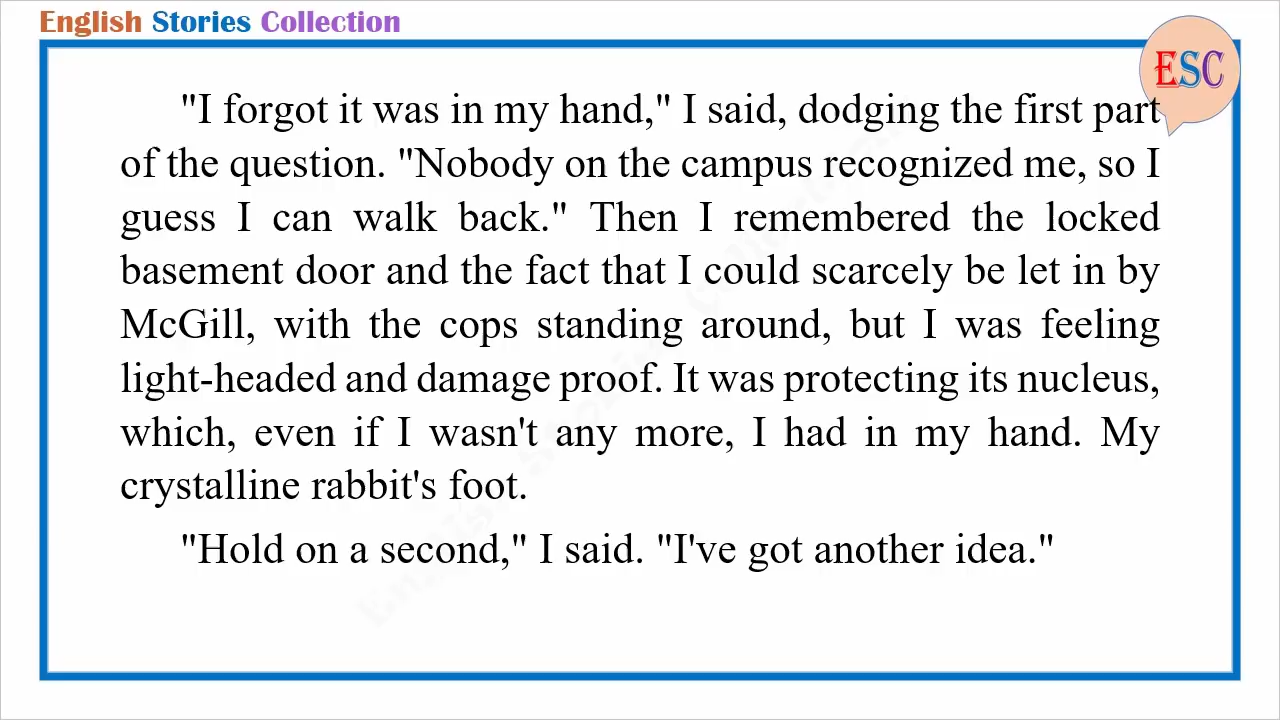 English Stories Collection
ESC
"I forgot it was in my hand," I said, dodging the first part
of the question. "Nobody on the campus recognized me, so I
guess I can walk back." Then I remembered the locked
basement door and the fact that I could scarcely be let in by
McGill, with the cops standing around, but I was feeling
light-headed and damage proof. It was protecting its nucleus,
which, even if I wasn't any more, I had in my hand. My
crystalline rabbit's foot.
"Hold on a second," I said. "I've got another idea."